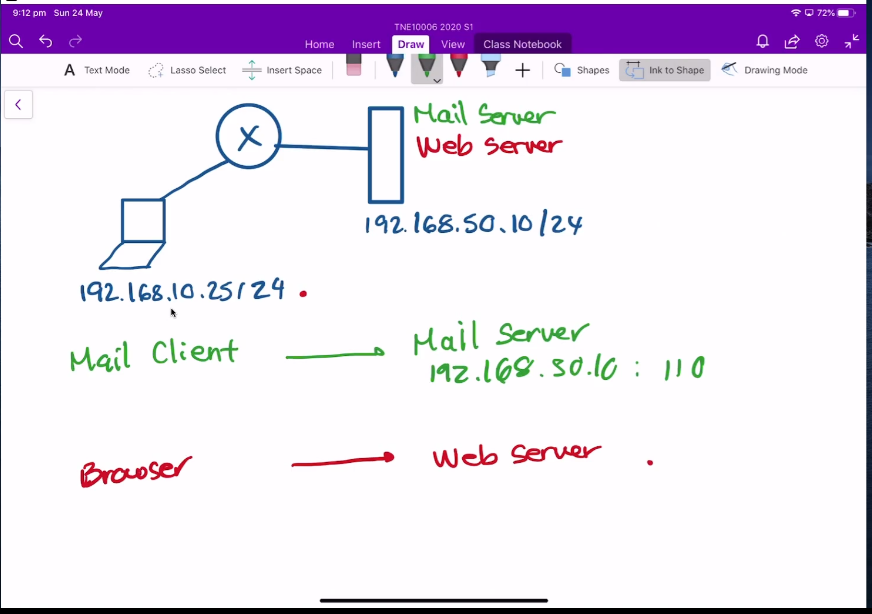 9:12 pm Sun 24 May
72%
TNE10006 2020 S1
Home Insert Draw View Class Notebook
A Text Mode Lasso Select Insert Space Shapes Ink to Shape Drawing Mode
Mail Server
Web Server
X
192.168.50.10/24
192.168.10.25/24
Mail Client
Mail Server
192.168.50.10 : 110
Browser
Web Server